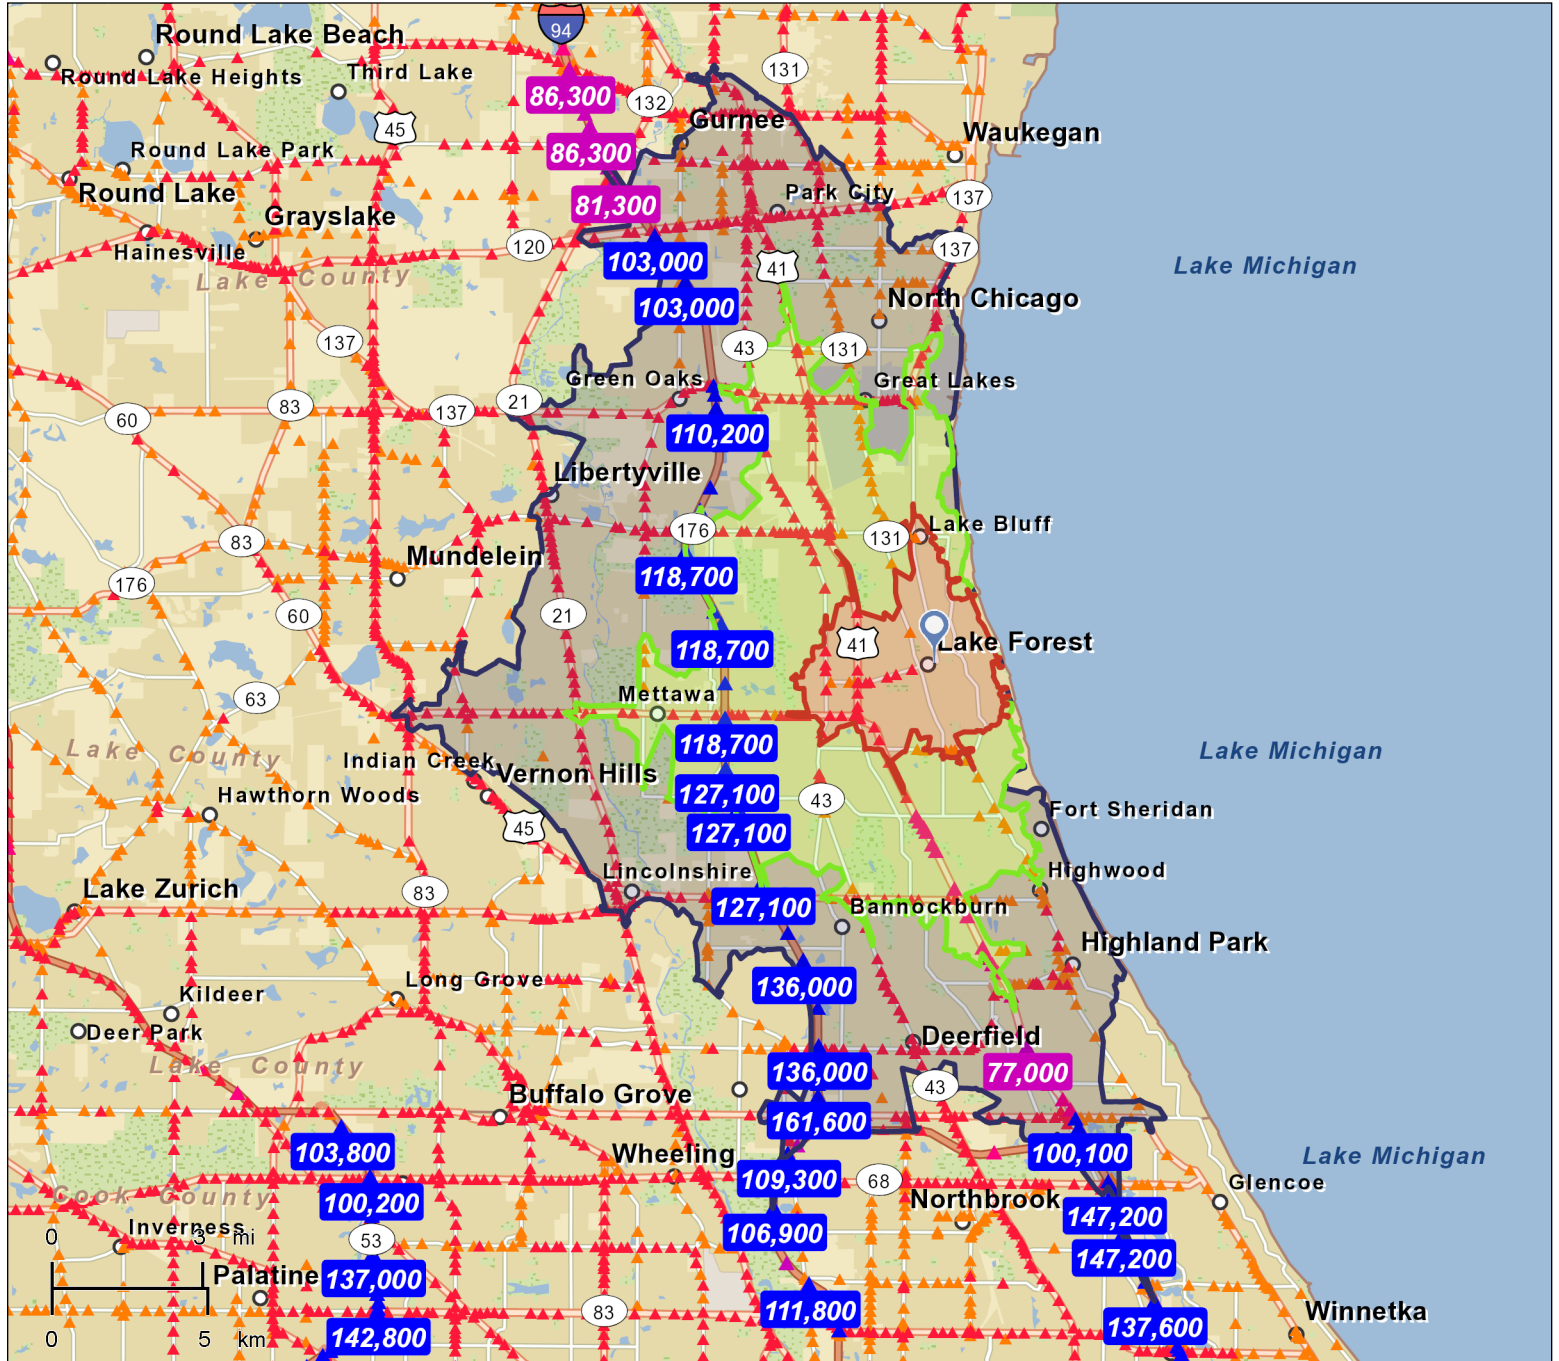 94
Round Lake Beach
Round Lake Heights
Third Lake
131
86,300
132
45
Gurnee
Waukegan
Round Lake Park
86,300
Round Lake
Park City
137
81,300
Grayslake
120
137
Hainesville
103,000
41
Lake Michigan
Lake County
103,000
North Chicago
137
43
131
Green Oaks
Great Lakes
83
21
60
137
110,200
Libertyville
Lake Bluff
176
131
83
Mundelein
118,700
176
60
21
41
Lake Forest
118,700
63
Mettawa
118,700
Lake County
Lake Michigan
Indian Creek
Vernon Hills
127,100
Hawthorn Woods
43
Fort Sheridan
45
127,100
Lincolnshire
Highwood
Lake Zurich
83
127,100
Bannockburn
Highland Park
Long Grove
136,000
Kildeer
Deer Park
Deerfield
Lake County
136,000
77,000
43
Buffalo Grove
161,600
103,800
Wheeling
100,100
Lake Michigan
109,300
68
Glencoe
Cook County
100,200
Northbrook
147,200
Inverness
106,900
0 3 mi
53
147,200
Palatine
137,000
111,800
83
Winnetka
0 5 km
142,800
137,600